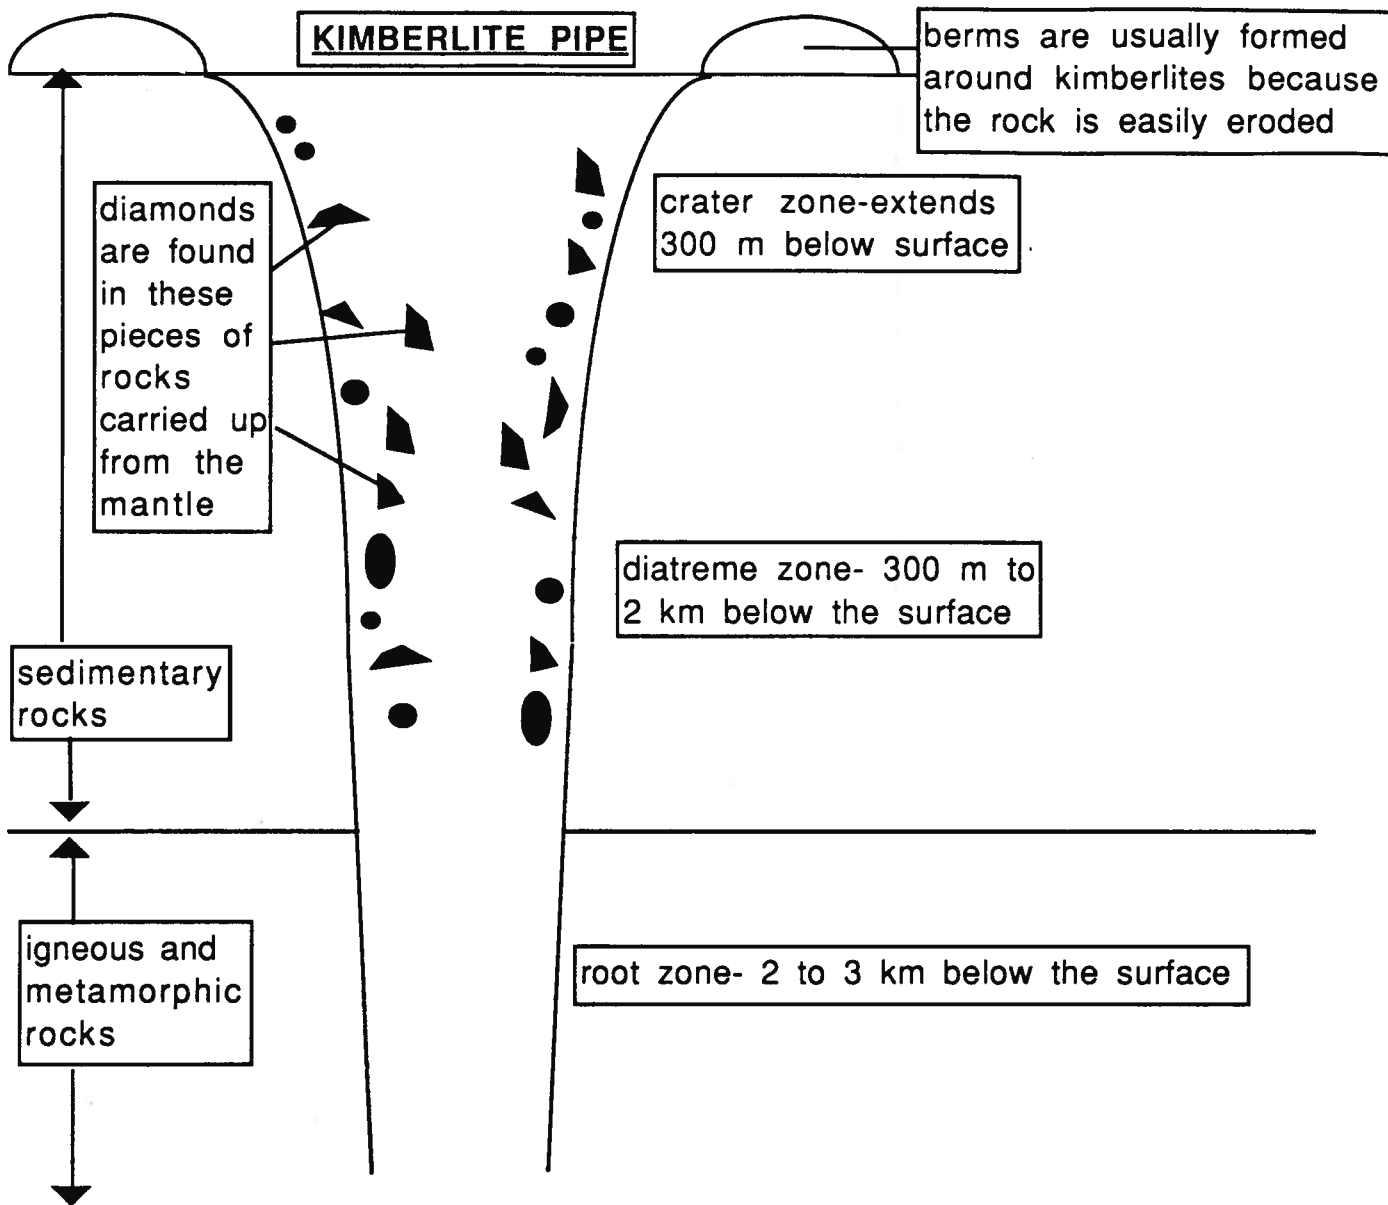 KIMBERLITE PIPE
berms are usually formed
around kimberlites because
the rock is easily eroded
diamonds
are found
in these
pieces of
rocks
carried up
from the
mantle
crater zone-extends
300 m below surface
diatreme zone- 300 m to
2 km below the surface
sedimentary
rocks
igneous and
metamorphic
rocks
root zone- 2 to 3 km below the surface